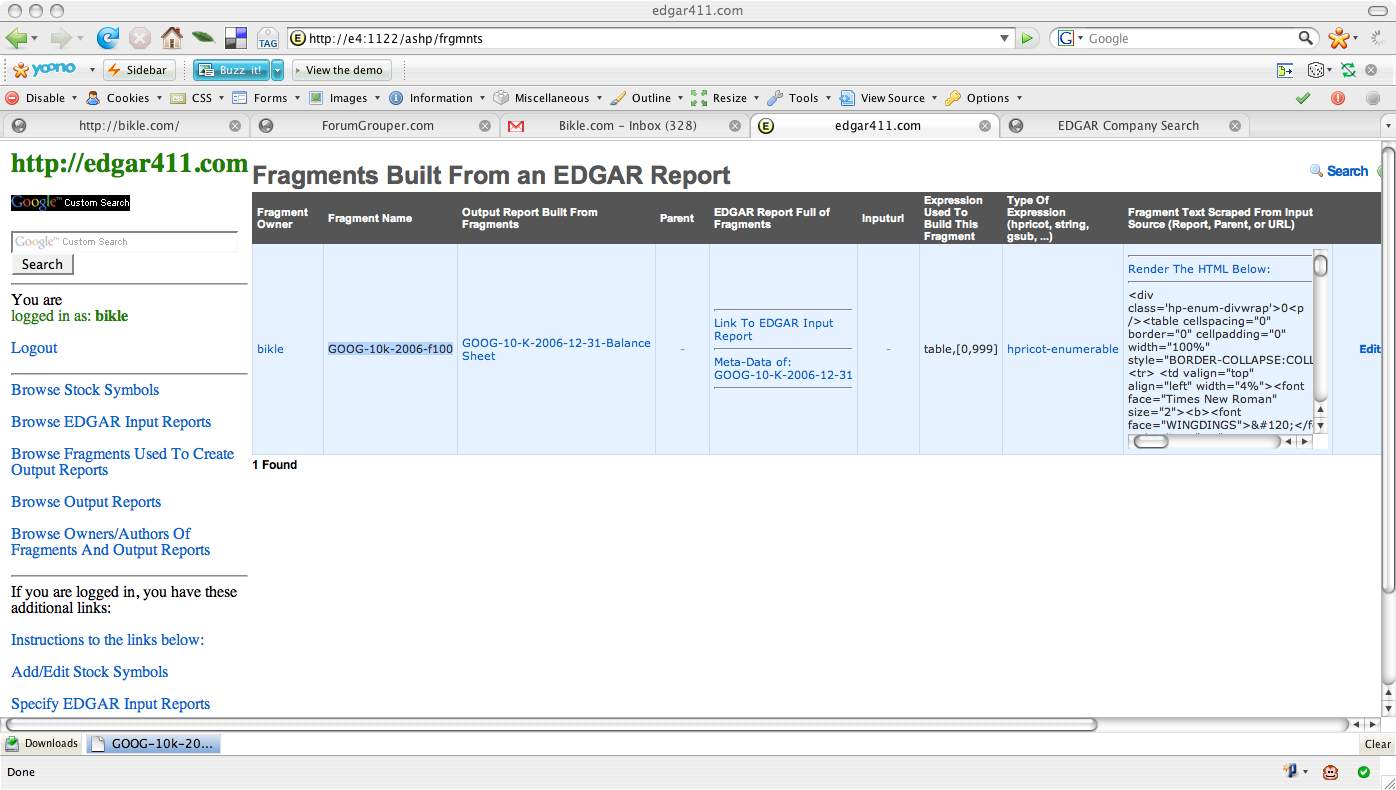 edgar411.com
TAG
http://e4:1122/ashp/frgmnts
G
Google
yoono
Sidebar
Buzz it!
View the demo
Disable
Cookies
CSS
Forms
Images
Information
Miscellaneous
Outline
Resize
Tools
View Source
Options
http://bikle.com/
ForumGrouper.com
Bikle.com – Inbox (328)
edgar411.com
EDGAR Company Search
http://edgar411.com
Google™ Custom Search
Google™ Custom Search
Search
You are
logged in as: bikle
Logout
Browse Stock Symbols
Browse EDGAR Input Reports
Browse Fragments Used To Create
Output Reports
Browse Output Reports
Browse Owners/Authors Of
Fragments And Output Reports
If you are logged in, you have these
additional links:
Instructions to the links below:
Add/Edit Stock Symbols
Specify EDGAR Input Reports
Fragments Built From an EDGAR Report
Search
Fragment
Owner
Fragment Name
Output Report Built From
Fragments
Parent
EDGAR Report Full of
Fragments
Inputurl
Expression
Used To
Build This
Fragment
Type Of
Expression
(hpricot, string,
gsub, ...)
Fragment Text Scraped From Input
Source (Report, Parent, or URL)
bikle
GOOG-10k-2006-f100
GOOG-10-K-2006-12-31-Balance
Sheet
-
Link To EDGAR Input
Report
Meta-Data of:
GOOG-10-K-2006-12-31
-
table,[0,999]
hpricot-enumerable
Render The HTML Below:
<div
class='hp-enum-divwrap'>0<p
/><table cellspacing="0"
border="0" cellpadding="0"
width="100%"
style="BORDER-COLLAPSE:COLL
<tr> <td valign="top"
align="left" width="4%"><font
face="Times New Roman"
size="2"><b><font
face="WINGDINGS">&#120;</f
Edit
1 Found
Downloads
GOOG-10k-20...
Clear
Done